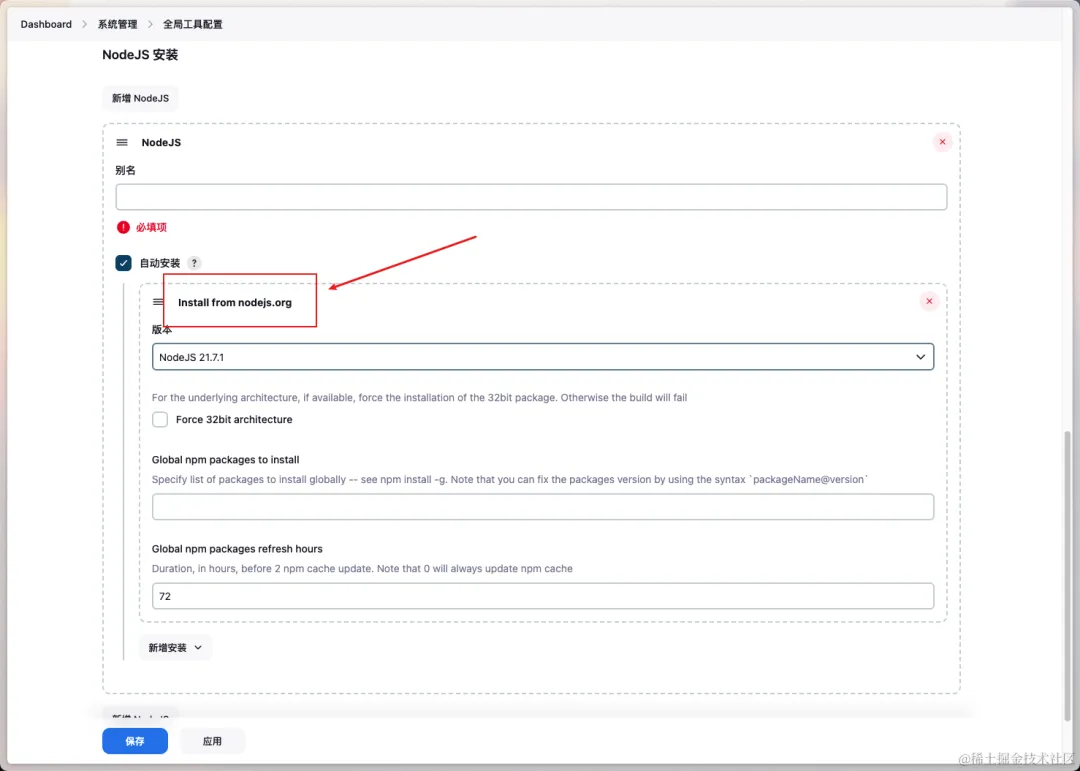 Dashboard > 系统管理 > 全局工具配置
NodeJS 安装
新增 NodeJS
NodeJS
别名
必填项
自动安装 ?
Install from nodejs.org
版本
NodeJS 21.7.1
For the underlying architecture, if available, force the installation of the 32bit package. Otherwise the build will fail
Force 32bit architecture
Global npm packages to install
Specify list of packages to install globally -- see npm install -g. Note that you can fix the packages version by using the syntax `packageName@version`
Global npm packages refresh hours
Duration, in hours, before 2 npm cache update. Note that 0 will always update npm cache
72
新增安装
新增 NodeJS
保存 应用
@稀土掘金技术社区